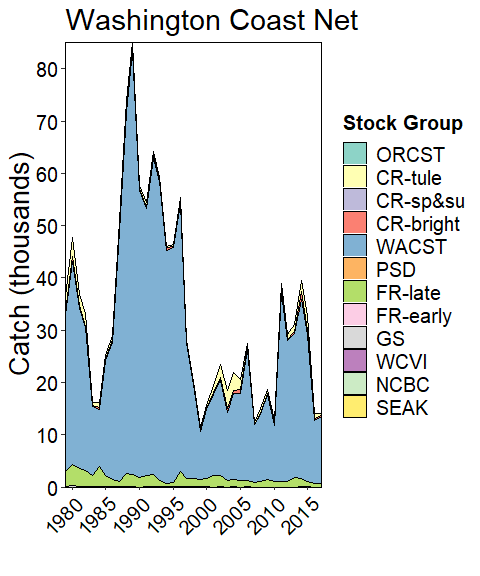 Washington Coast Net
Catch (thousands)
80
70
60
50
40
30
20
10
0
1980
1985
1990
1995
2000
2005
2010
2015
Stock Group
ORCST
CR-tule
CR-sp&su
CR-bright
WACST
PSD
FR-late
FR-early
GS
WCVI
NCBC
SEAK